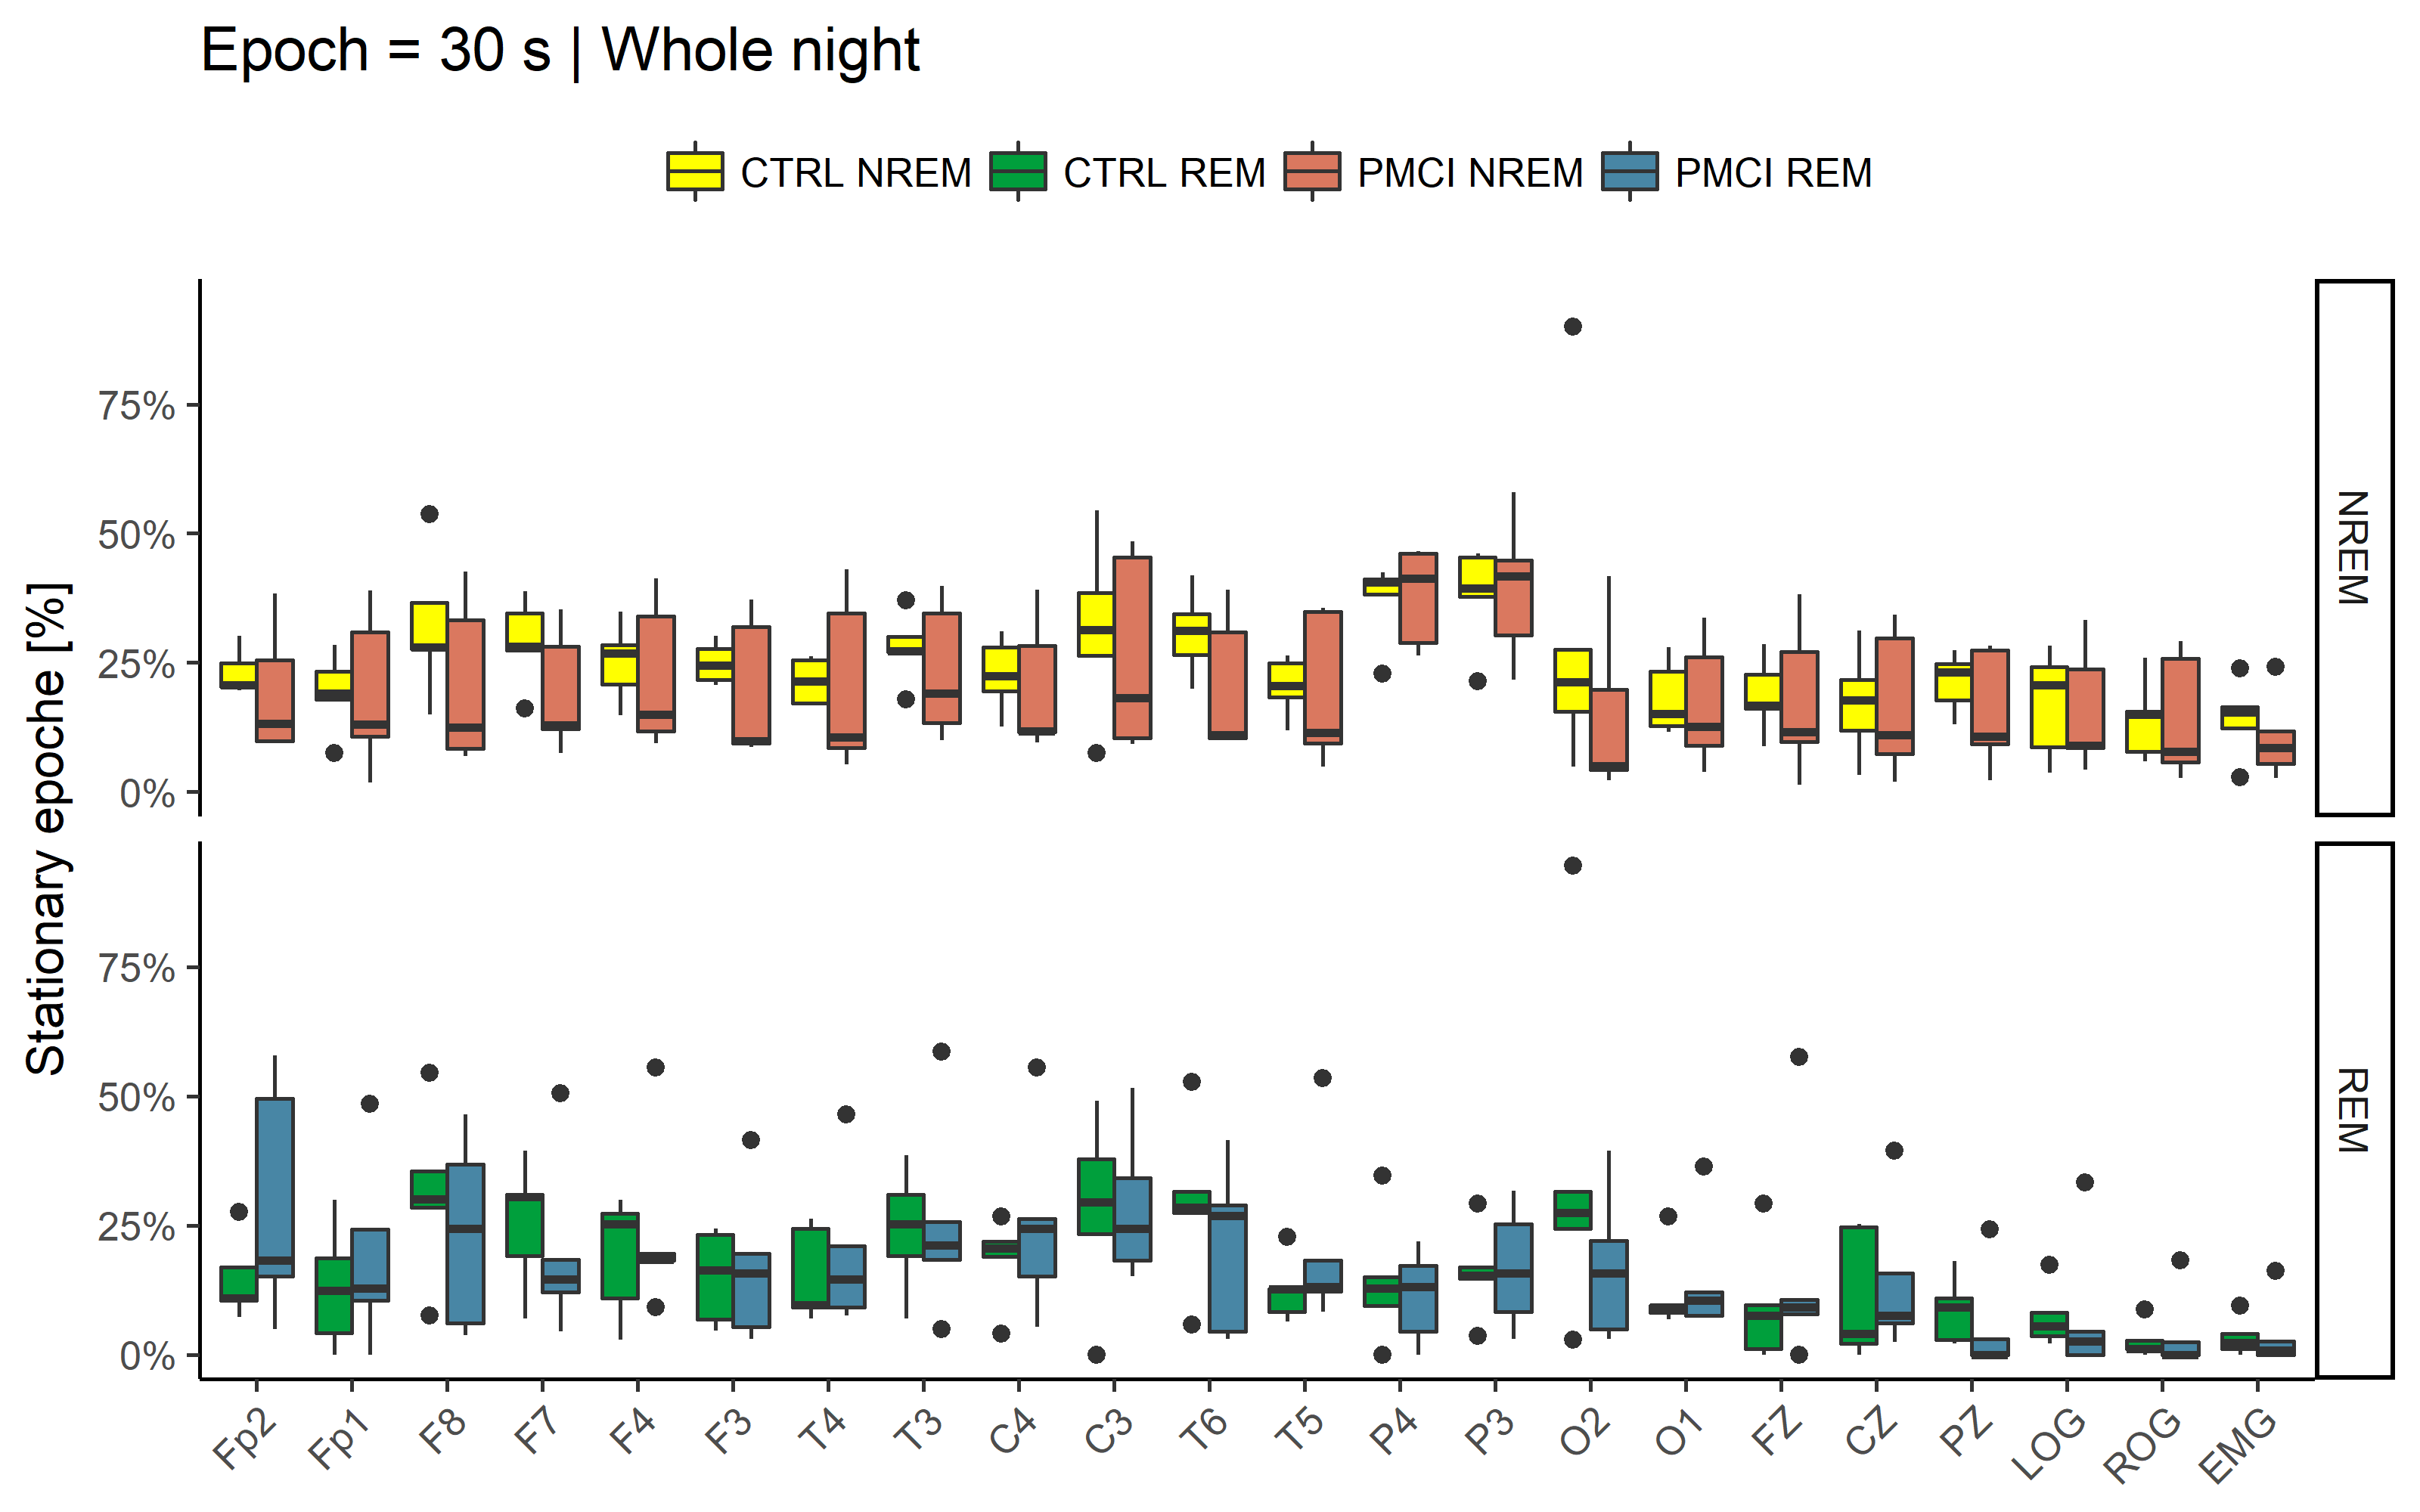 Epoch = 30 s | Whole night
CTRL NREM CTRL REM PMCI NREM PMCI REM
Stationary epoche [%]
75%
50%
25%
0%
NREM
75%
50%
25%
0%
REM
Fp2 Fp1 F8 F7 F4 F3 T4 T3 C4 C3 T6 T5 P4 P3 O2 O1 FZ CZ PZ LOG ROG EMG